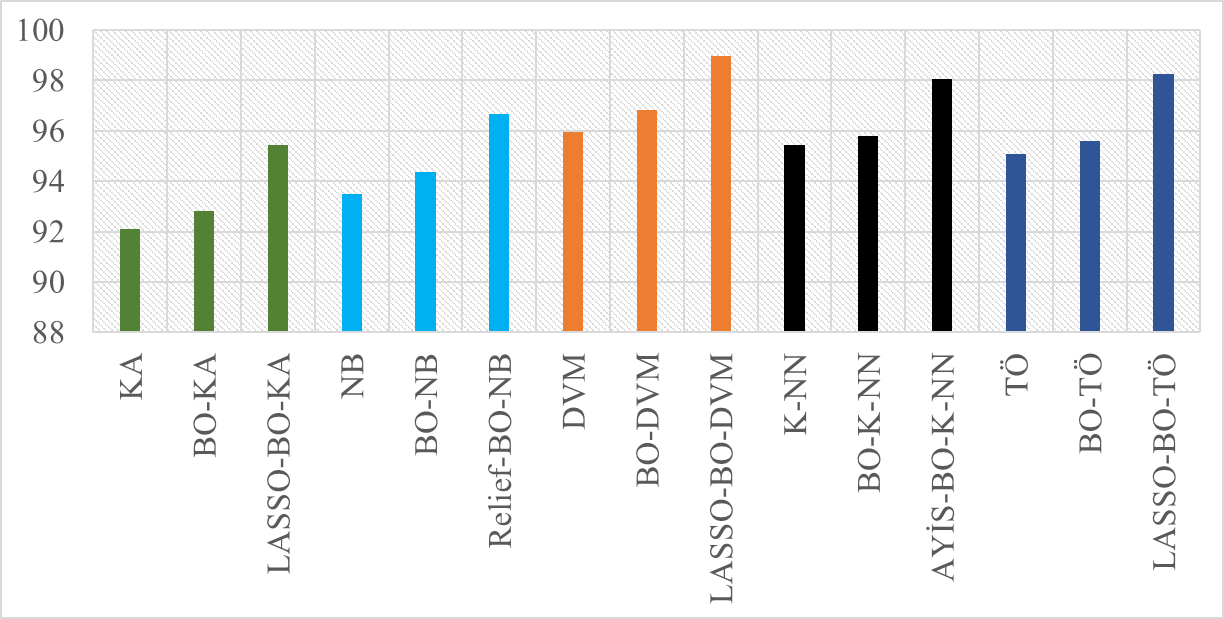 100
98
96
94
92
90
88
KA
BO-KA
LASSO-BO-KA
NB
BO-NB
Relief-BO-NB
DVM
BO-DVM
LASSO-BO-DVM
K-NN
BO-K-NN
AYİS-BO-K-NN
TÖ
BO-TÖ
LASSO-BO-TÖ